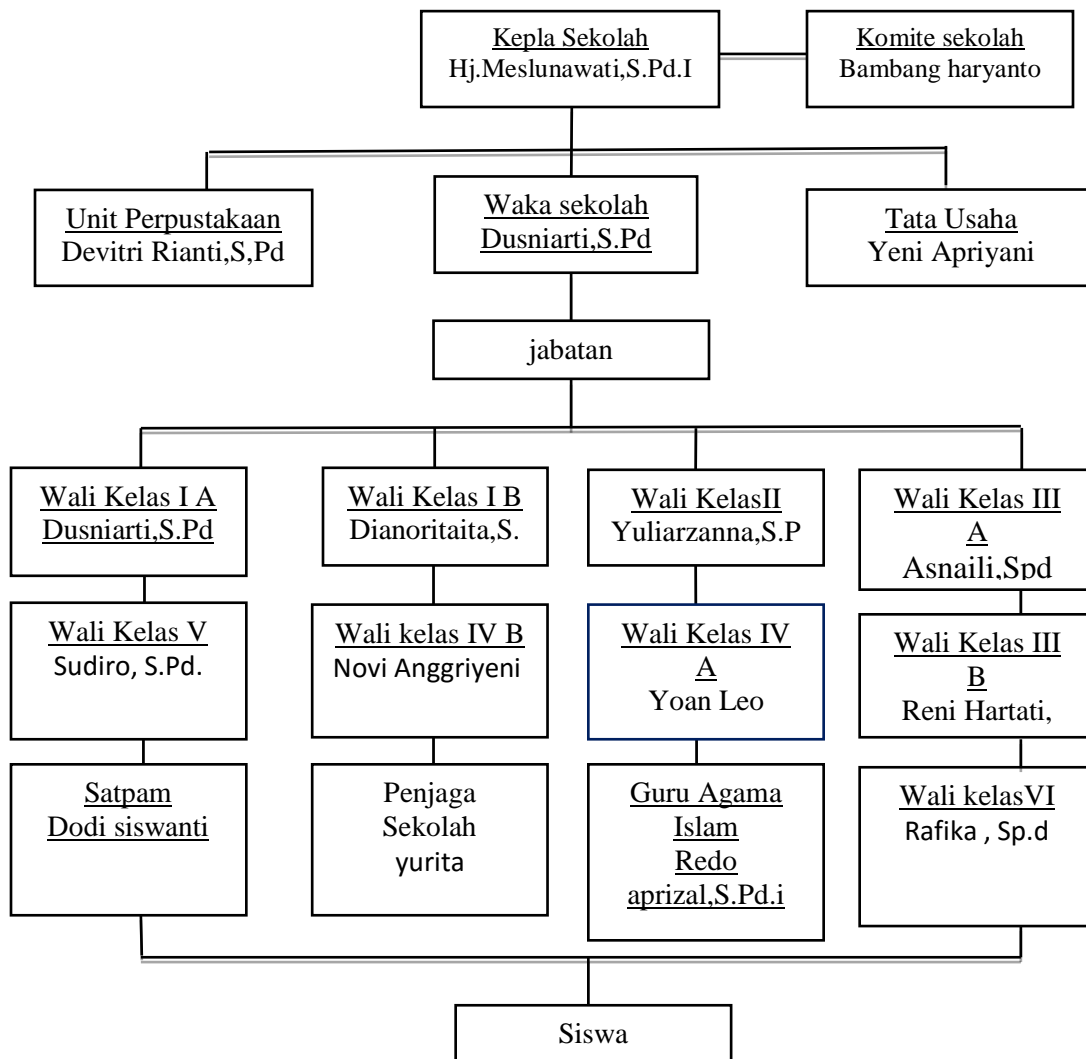 Kepla Sekolah
Hj.Meslunawati,S.Pd.I
Komite sekolah
Bambang haryanto
Unit Perpustakaan
Devitri Rianti,S,Pd
Waka sekolah
Dusniarti,S.Pd
Tata Usaha
Yeni Apriyani
jabatan
Wali Kelas I A
Dusniarti,S.Pd
Wali Kelas I B
Dianoritaita,S.
Wali KelasII
Yuliarzanna,S.P
Wali Kelas III
A
Asnaili,Spd
Wali Kelas V
Sudiro, S.Pd.
Wali kelas IV B
Novi Anggriyeni
Wali Kelas IV
A
Yoan Leo
Wali Kelas III
B
Reni Hartati,
Satpam
Dodi siswanti
Penjaga
Sekolah
yurita
Guru Agama
Islam
Redo
aprizal,S.Pd.i
Wali kelasVI
Rafika , Sp.d
Siswa